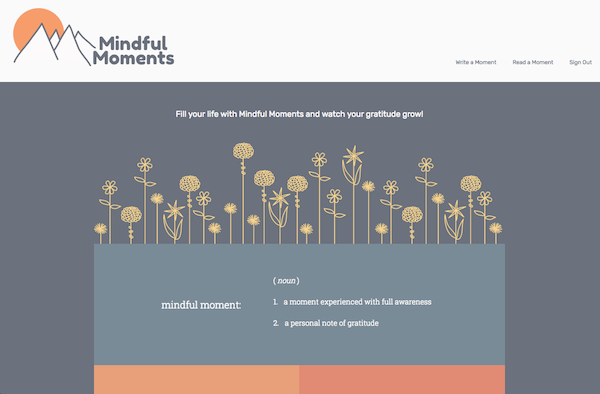 Mindful
Moments
Write a Moment Read a Moment Sign Out
Fill your life with Mindful Moments and watch your gratitude grow!
( noun )
mindful moment:
1. a moment experienced with full awareness
2. a personal note of gratitude